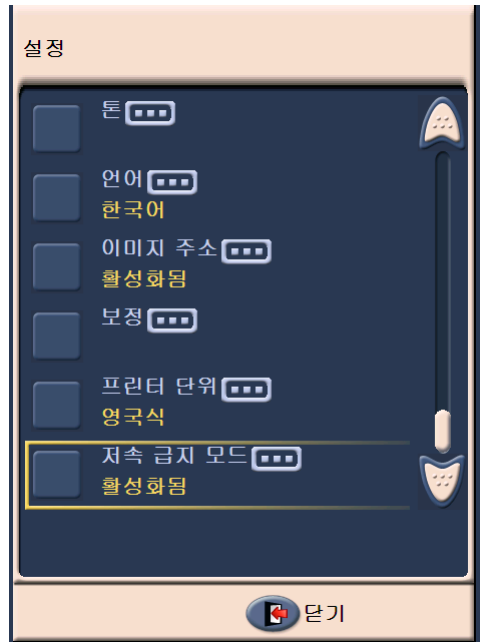 설정
톤
언어
한국어
이미지 주소
활성화됨
보정
프린터 단위
영국식
저속 급지 모드
활성화됨
닫기